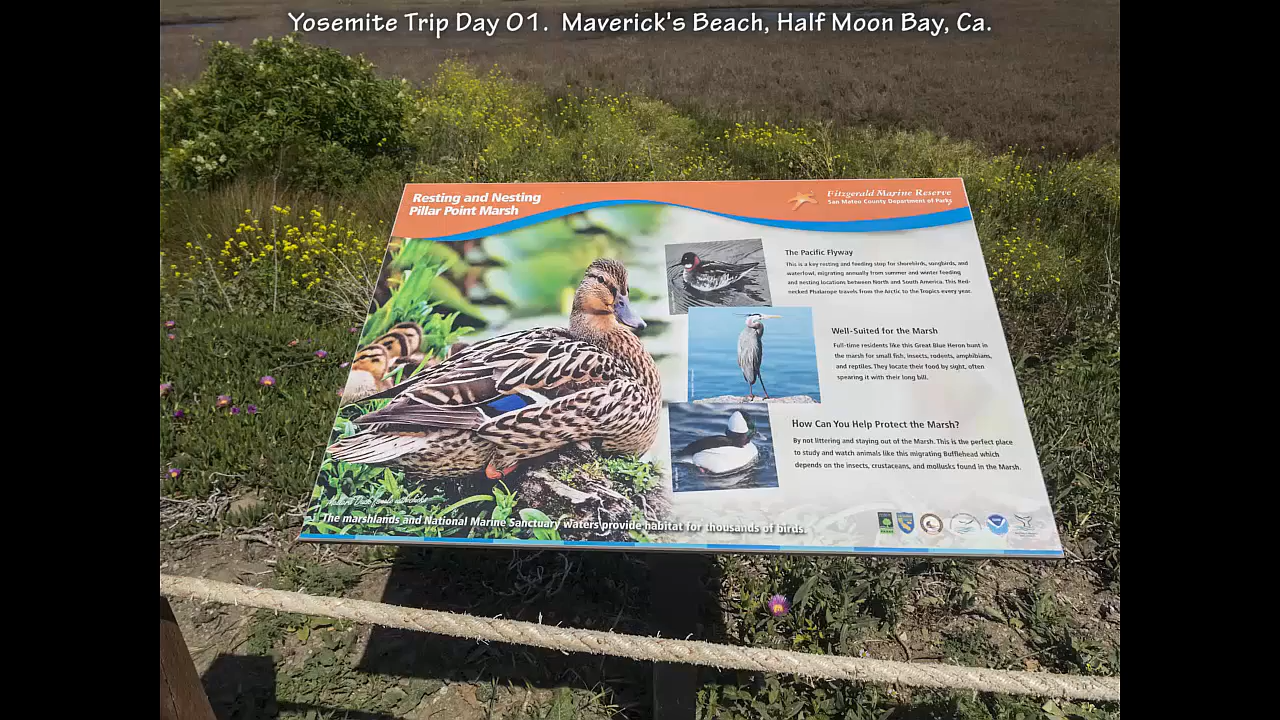 Yosemite Trip Day 01. Maverick's Beach, Half Moon Bay, Ca.
Resting and Nesting
Pillar Point Marsh
Fitzgerald Marine Reserve
San Mateo County Department of Parks
The Pacific Flyway
This is a key resting and feeding stop for shorebirds, songbirds, and
waterfowl, migrating annually from summer and winter feeding
and nesting locations between North and South America. This Red-
necked Phalarope travels from the Arctic to the Tropics every year.
Well-Suited for the Marsh
Full-time residents like this Great Blue Heron hunt in
the marsh for small fish, insects, rodents, amphibians,
and reptiles. They locate their food by sight, often
spearing it with their long bill.
How Can You Help Protect the Marsh?
By not littering and staying out of the Marsh. This is the perfect place
to study and watch animals like this migrating Bufflehead which
depends on the insects, crustaceans, and mollusks found in the Marsh.
The marshlands and National Marine Sanctuary waters provide habitat for thousands of birds.